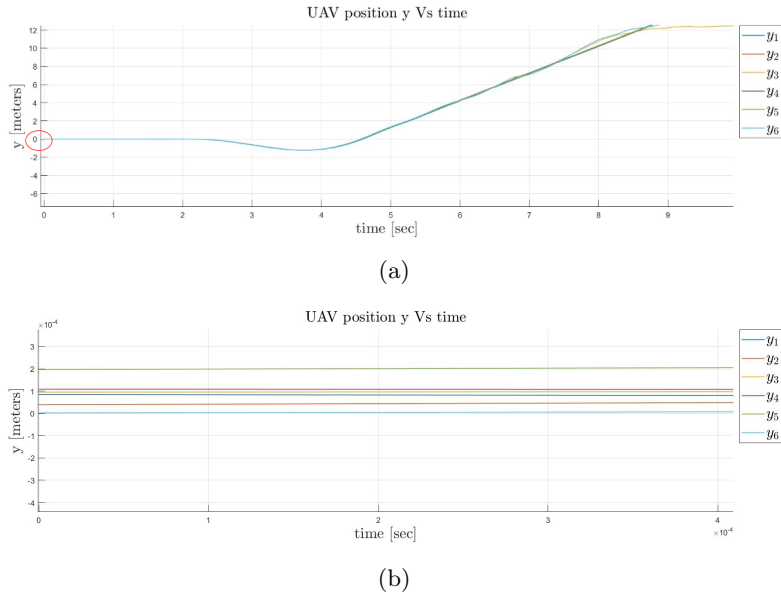 UAV position y Vs time
12
10
8
6
4
2
0
-2
-4
-6
y [meters]
0 1 2 3 4 5 6 7 8 9
time [sec]
y₁
y₂
y₃
y₄
y₅
y₆
(a)
UAV position y Vs time
×10⁻⁴
3
2
1
0
-1
-2
-3
-4
y [meters]
0 1 2 3 4
time [sec]
×10⁻⁴
y₁
y₂
y₃
y₄
y₅
y₆
(b)